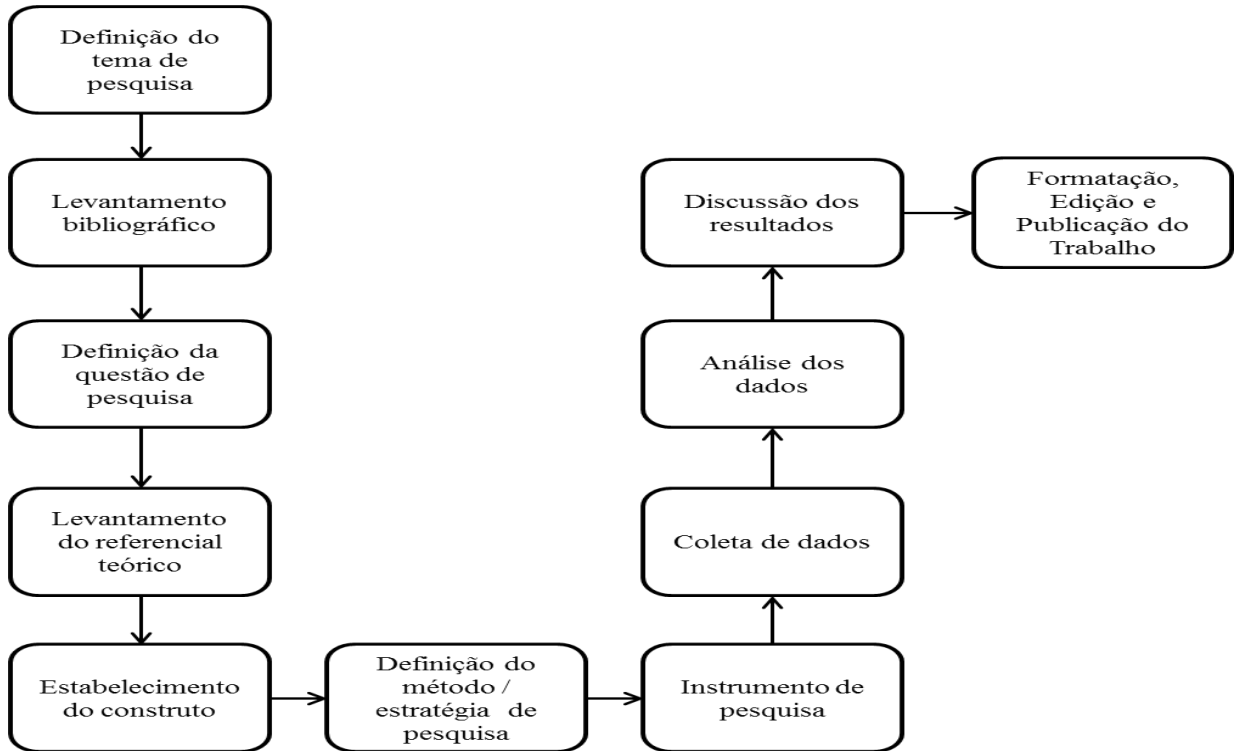 Definição do
tema de
pesquisa
Levantamento
bibliográfico
Definição da
questão de
pesquisa
Levantamento
do referencial
teórico
Estabelecimento
do construto
Definição do
método /
estratégia de
pesquisa
Instrumento de
pesquisa
Coleta de dados
Análise dos
dados
Discussão dos
resultados
Formatação,
Edição e
Publicação do
Trabalho